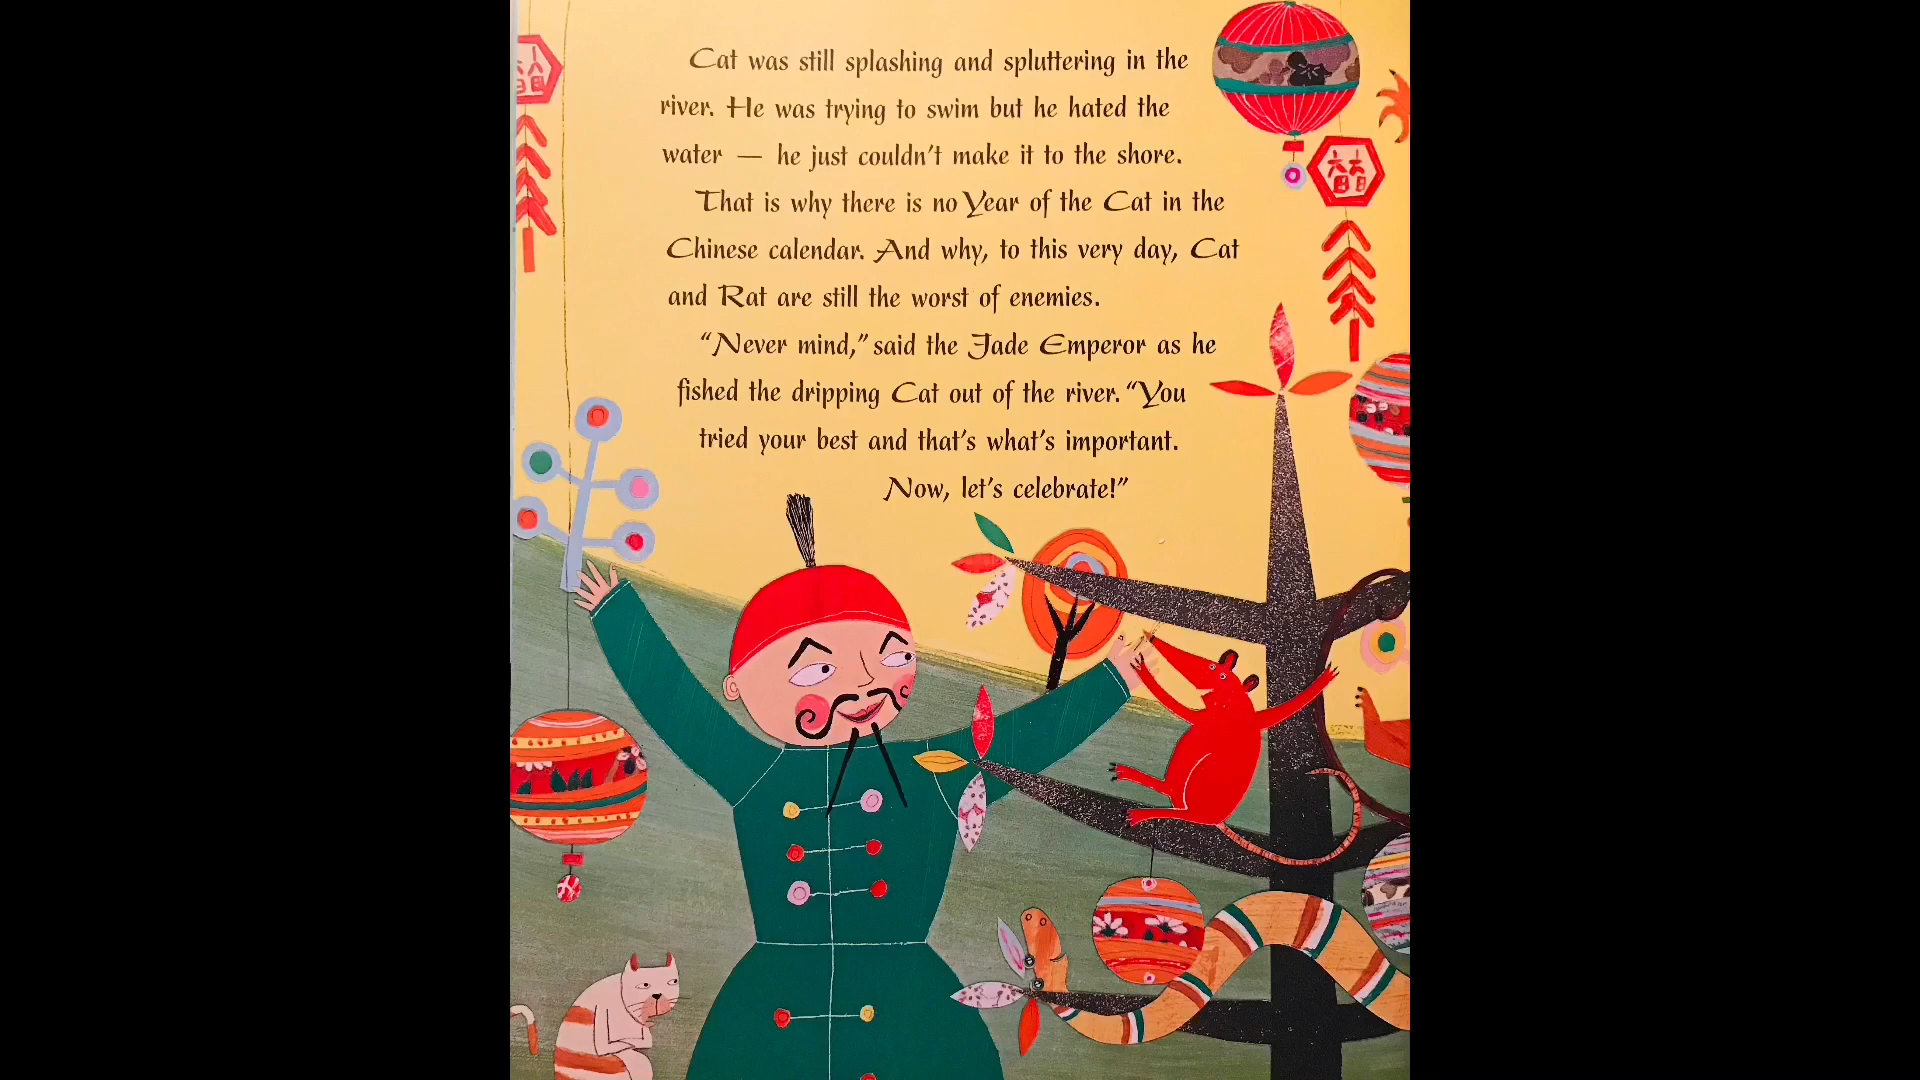 Cat was still splashing and spluttering in the
river. He was trying to swim but he hated the
water — he just couldn't make it to the shore.
That is why there is no Year of the Cat in the
Chinese calendar. And why, to this very day, Cat
and Rat are still the worst of enemies.
“Never mind,” said the Jade Emperor as he
fished the dripping Cat out of the river. “You
tried your best and that's what's important.
Now, let's celebrate!”